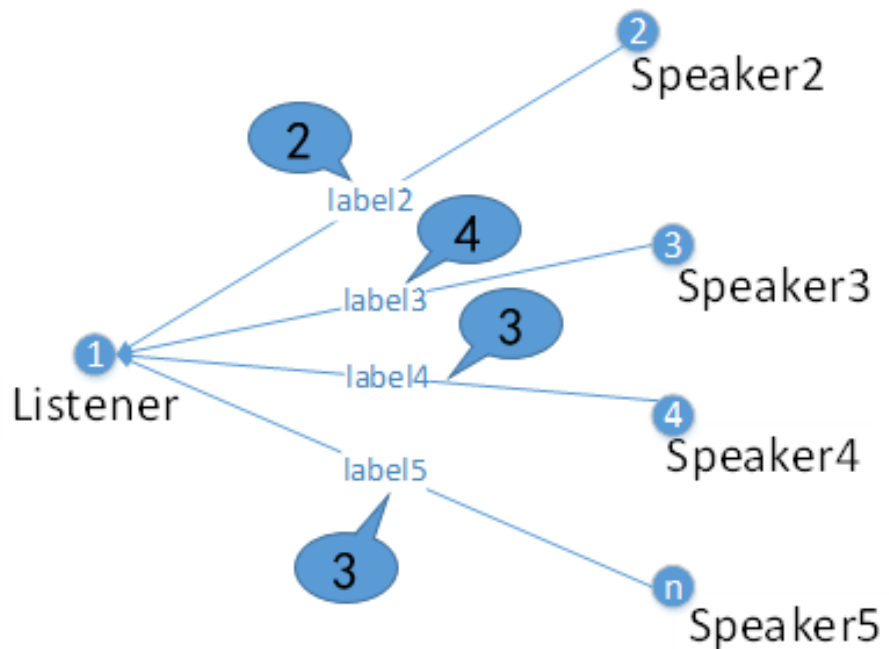 2
Speaker2
2
label2
4
3
Speaker3
label3
3
1
Listener
label4
4
Speaker4
label5
3
n
Speaker5